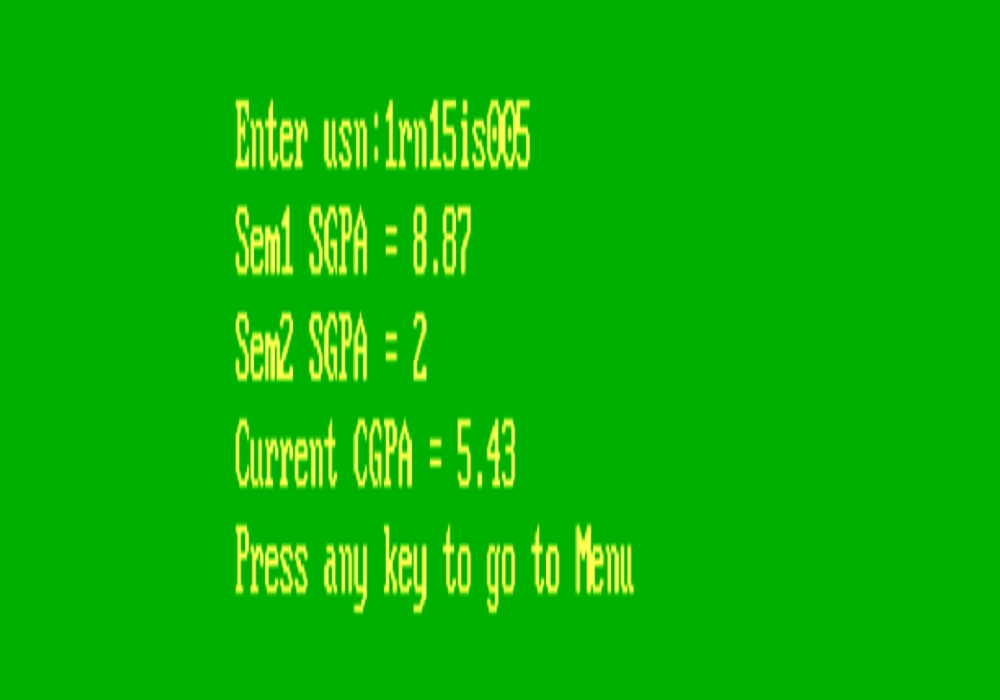 Enter usn:1rn15is005
Sem1 SGPA = 8.87
Sem2 SGPA = 2
Current CGPA = 5.43
Press any key to go to Menu